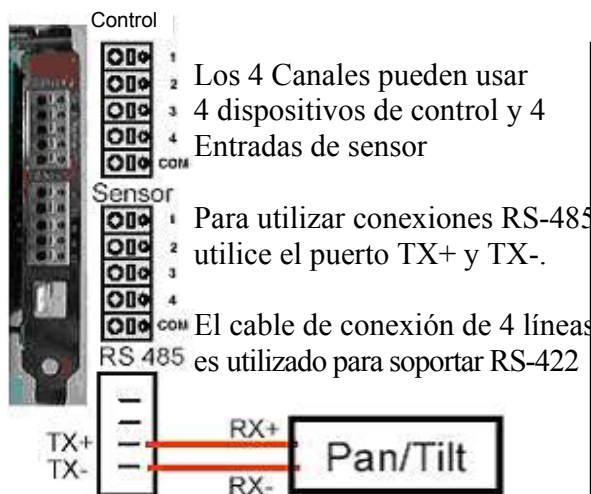 Control
1
2
3
4
COM
Los 4 Canales pueden usar
4 dispositivos de control y 4
Entradas de sensor
Sensor
1
2
3
4
COM
Para utilizar conexiones RS-485
utilice el puerto TX+ y TX-.
El cable de conexión de 4 líneas
es utilizado para soportar RS-422
RS 485
TX+
TX-
RX+
RX-
Pan/Tilt